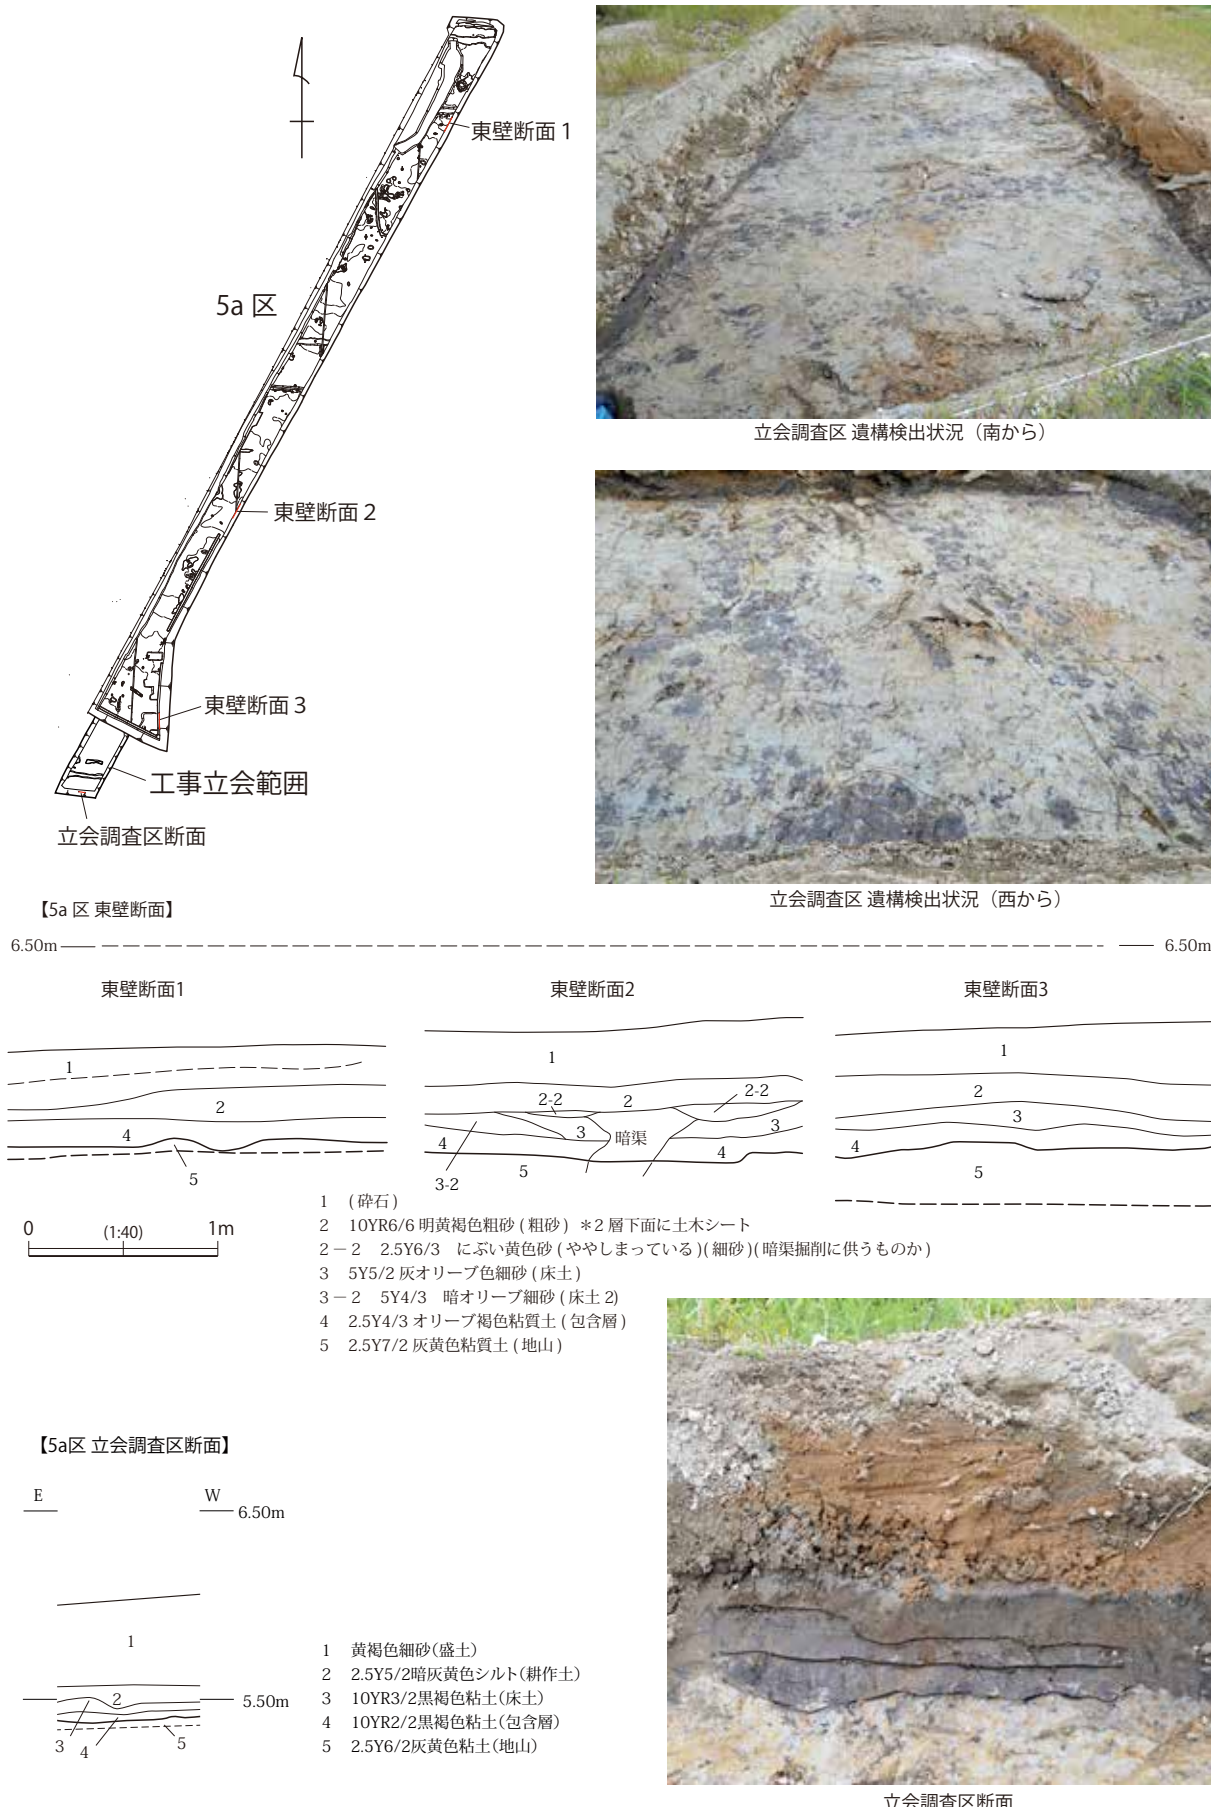 東壁断面 1
5a 区
東壁断面 2
東壁断面 3
工事立会範囲
立会調査区断面
立会調査区 遺構検出状況（南から）
立会調査区 遺構検出状況（西から）
【5a 区 東壁断面】
6.50m 6.50m
東壁断面1 東壁断面2 東壁断面3
1
2
4
5
1
2-2 2 2-2
3 暗渠 3
4 4
5
3-2
1
2
3
4
5
0 (1:40) 1m
1 (砕石)
2 10YR6/6 明黄褐色粗砂 (粗砂) ＊2 層下面に土木シート
2－2 2.5Y6/3 にぶい黄色砂 (ややしまっている)(細砂)(暗渠掘削に供うものか)
3 5Y5/2 灰オリーブ色細砂 (床土)
3－2 5Y4/3 暗オリーブ細砂 (床土 2)
4 2.5Y4/3 オリーブ褐色粘質土 (包含層)
5 2.5Y7/2 灰黄色粘質土 (地山)
【5a区 立会調査区断面】
E W 6.50m
1
2 5.50m
3 4 5
1 黄褐色細砂(盛土)
2 2.5Y5/2暗灰黄色シルト(耕作土)
3 10YR3/2黒褐色粘土(床土)
4 10YR2/2黒褐色粘土(包含層)
5 2.5Y6/2灰黄色粘土(地山)
立会調査区断面